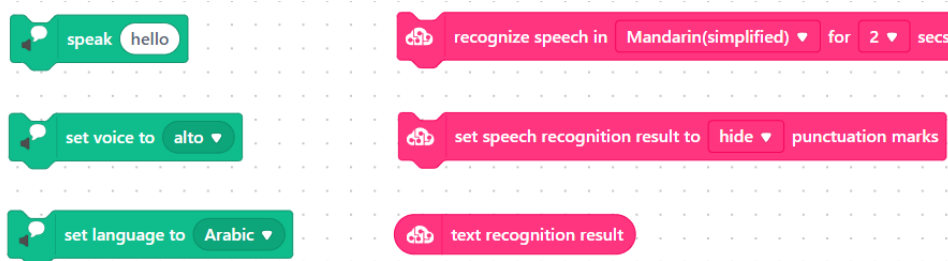 speak hello
set voice to alto
set language to Arabic
recognize speech in Mandarin(simplified) for 2 secs
set speech recognition result to hide punctuation marks
text recognition result